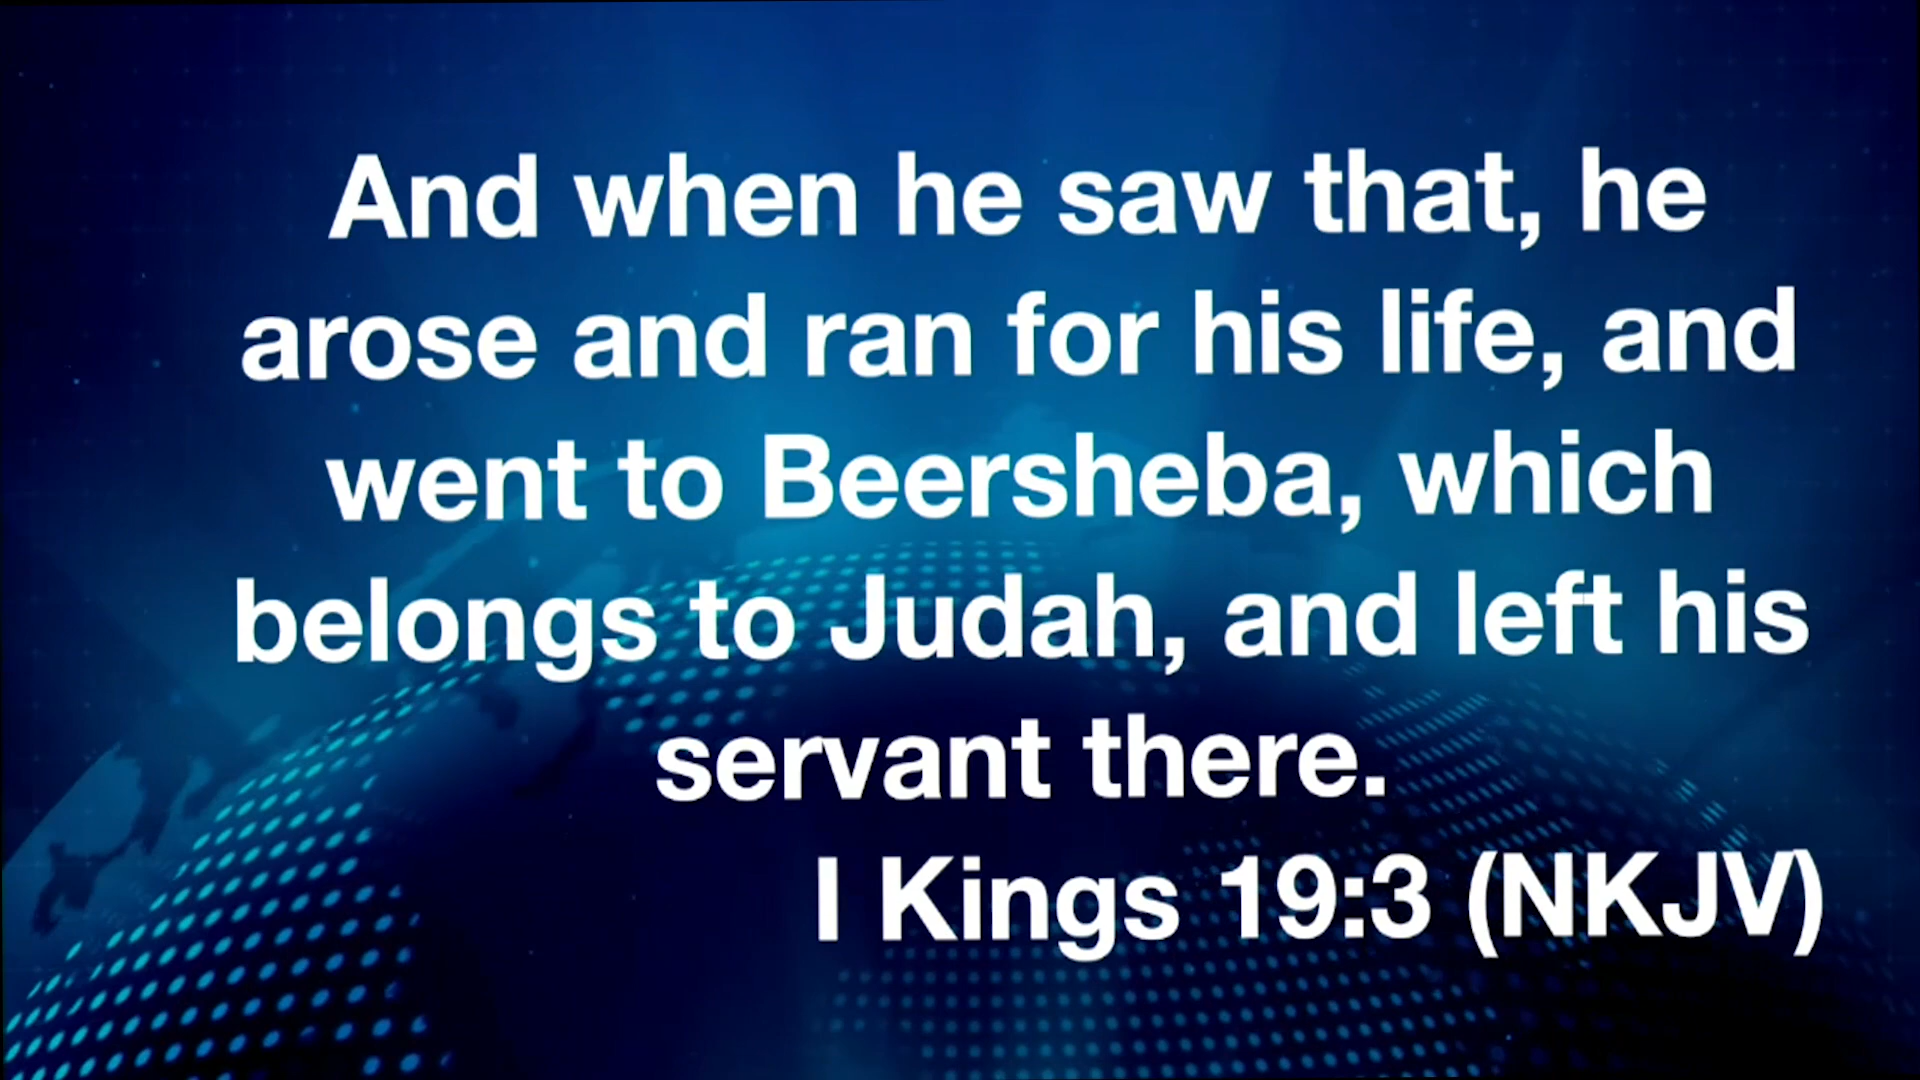 And when he saw that, he
arose and ran for his life, and
went to Beersheba, which
belongs to Judah, and left his
servant there.
I Kings 19:3 (NKJV)